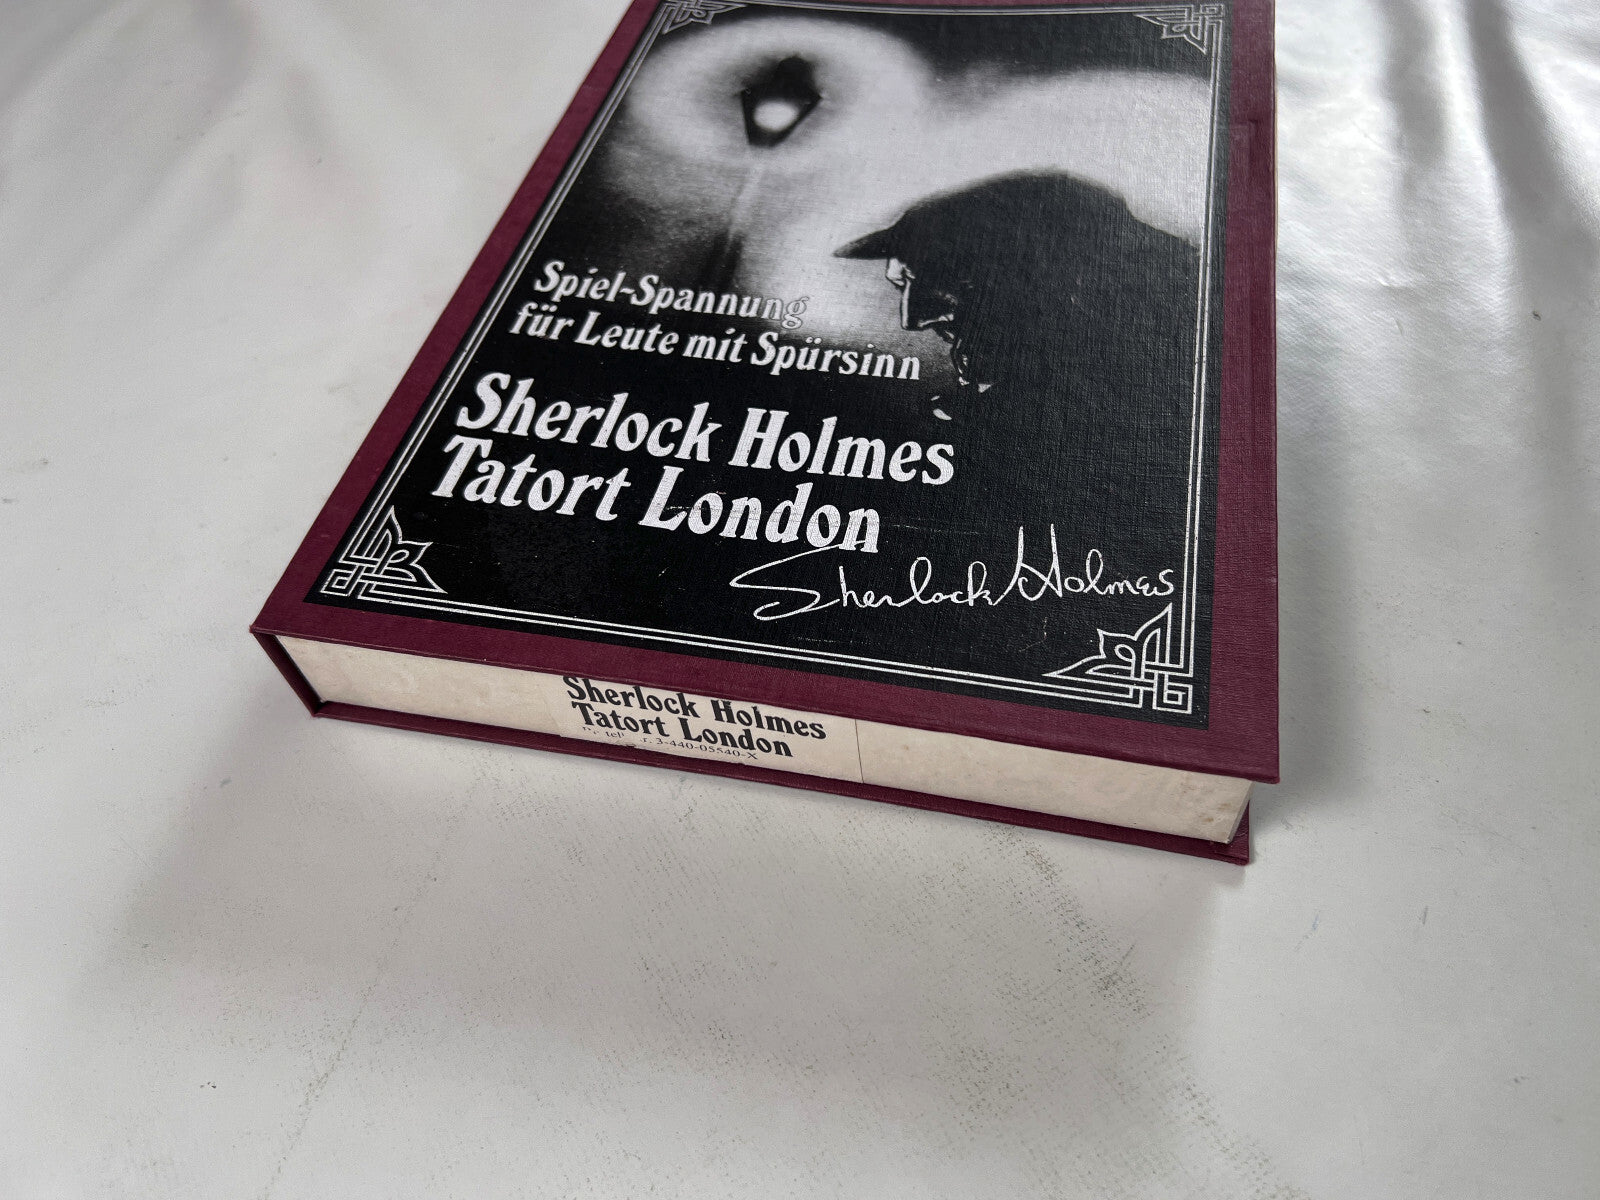 Spiel-Spannung
für Leute mit Spürsinn
Sherlock Holmes
Tatort London
Sherlock Holmes
Sherlock Holmes
Tatort London
3-440-05540-X